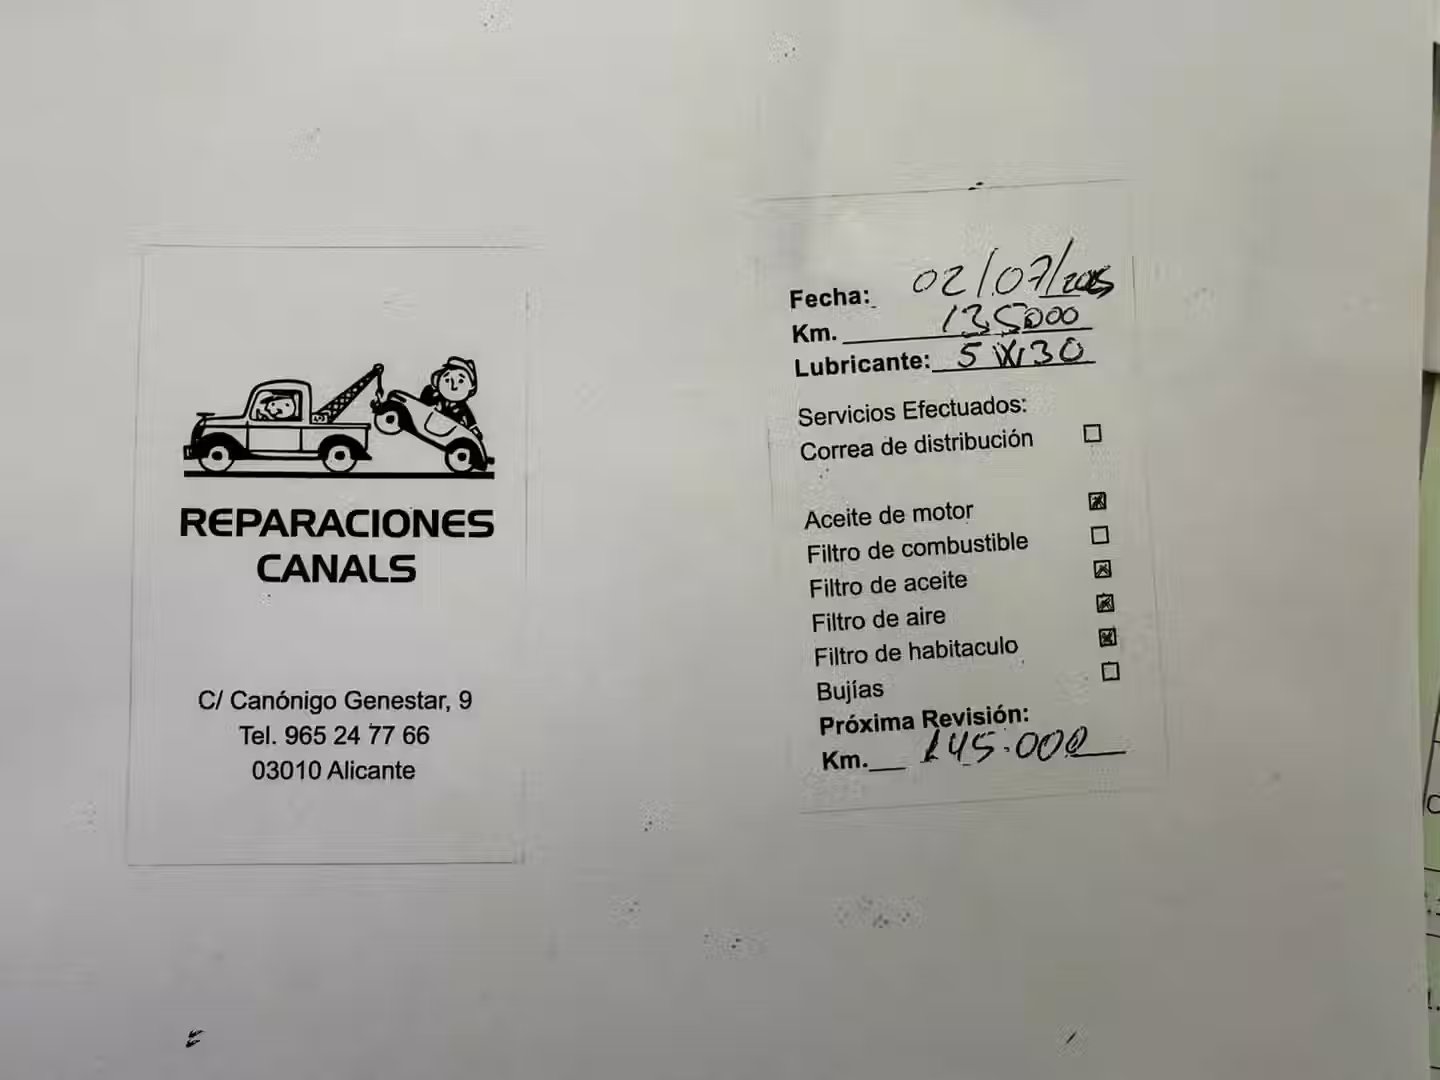 REPARACIONES
CANALS
C/ Canónigo Genestar, 9
Tel. 965 24 77 66
03010 Alicante
Fecha: 02/07/2025
Km. 135000
Lubricante: 5W30
Servicios Efectuados:
Correa de distribución
Aceite de motor
Filtro de combustible
Filtro de aceite
Filtro de aire
Filtro de habitaculo
Bujías
Próxima Revisión:
Km. 145.000